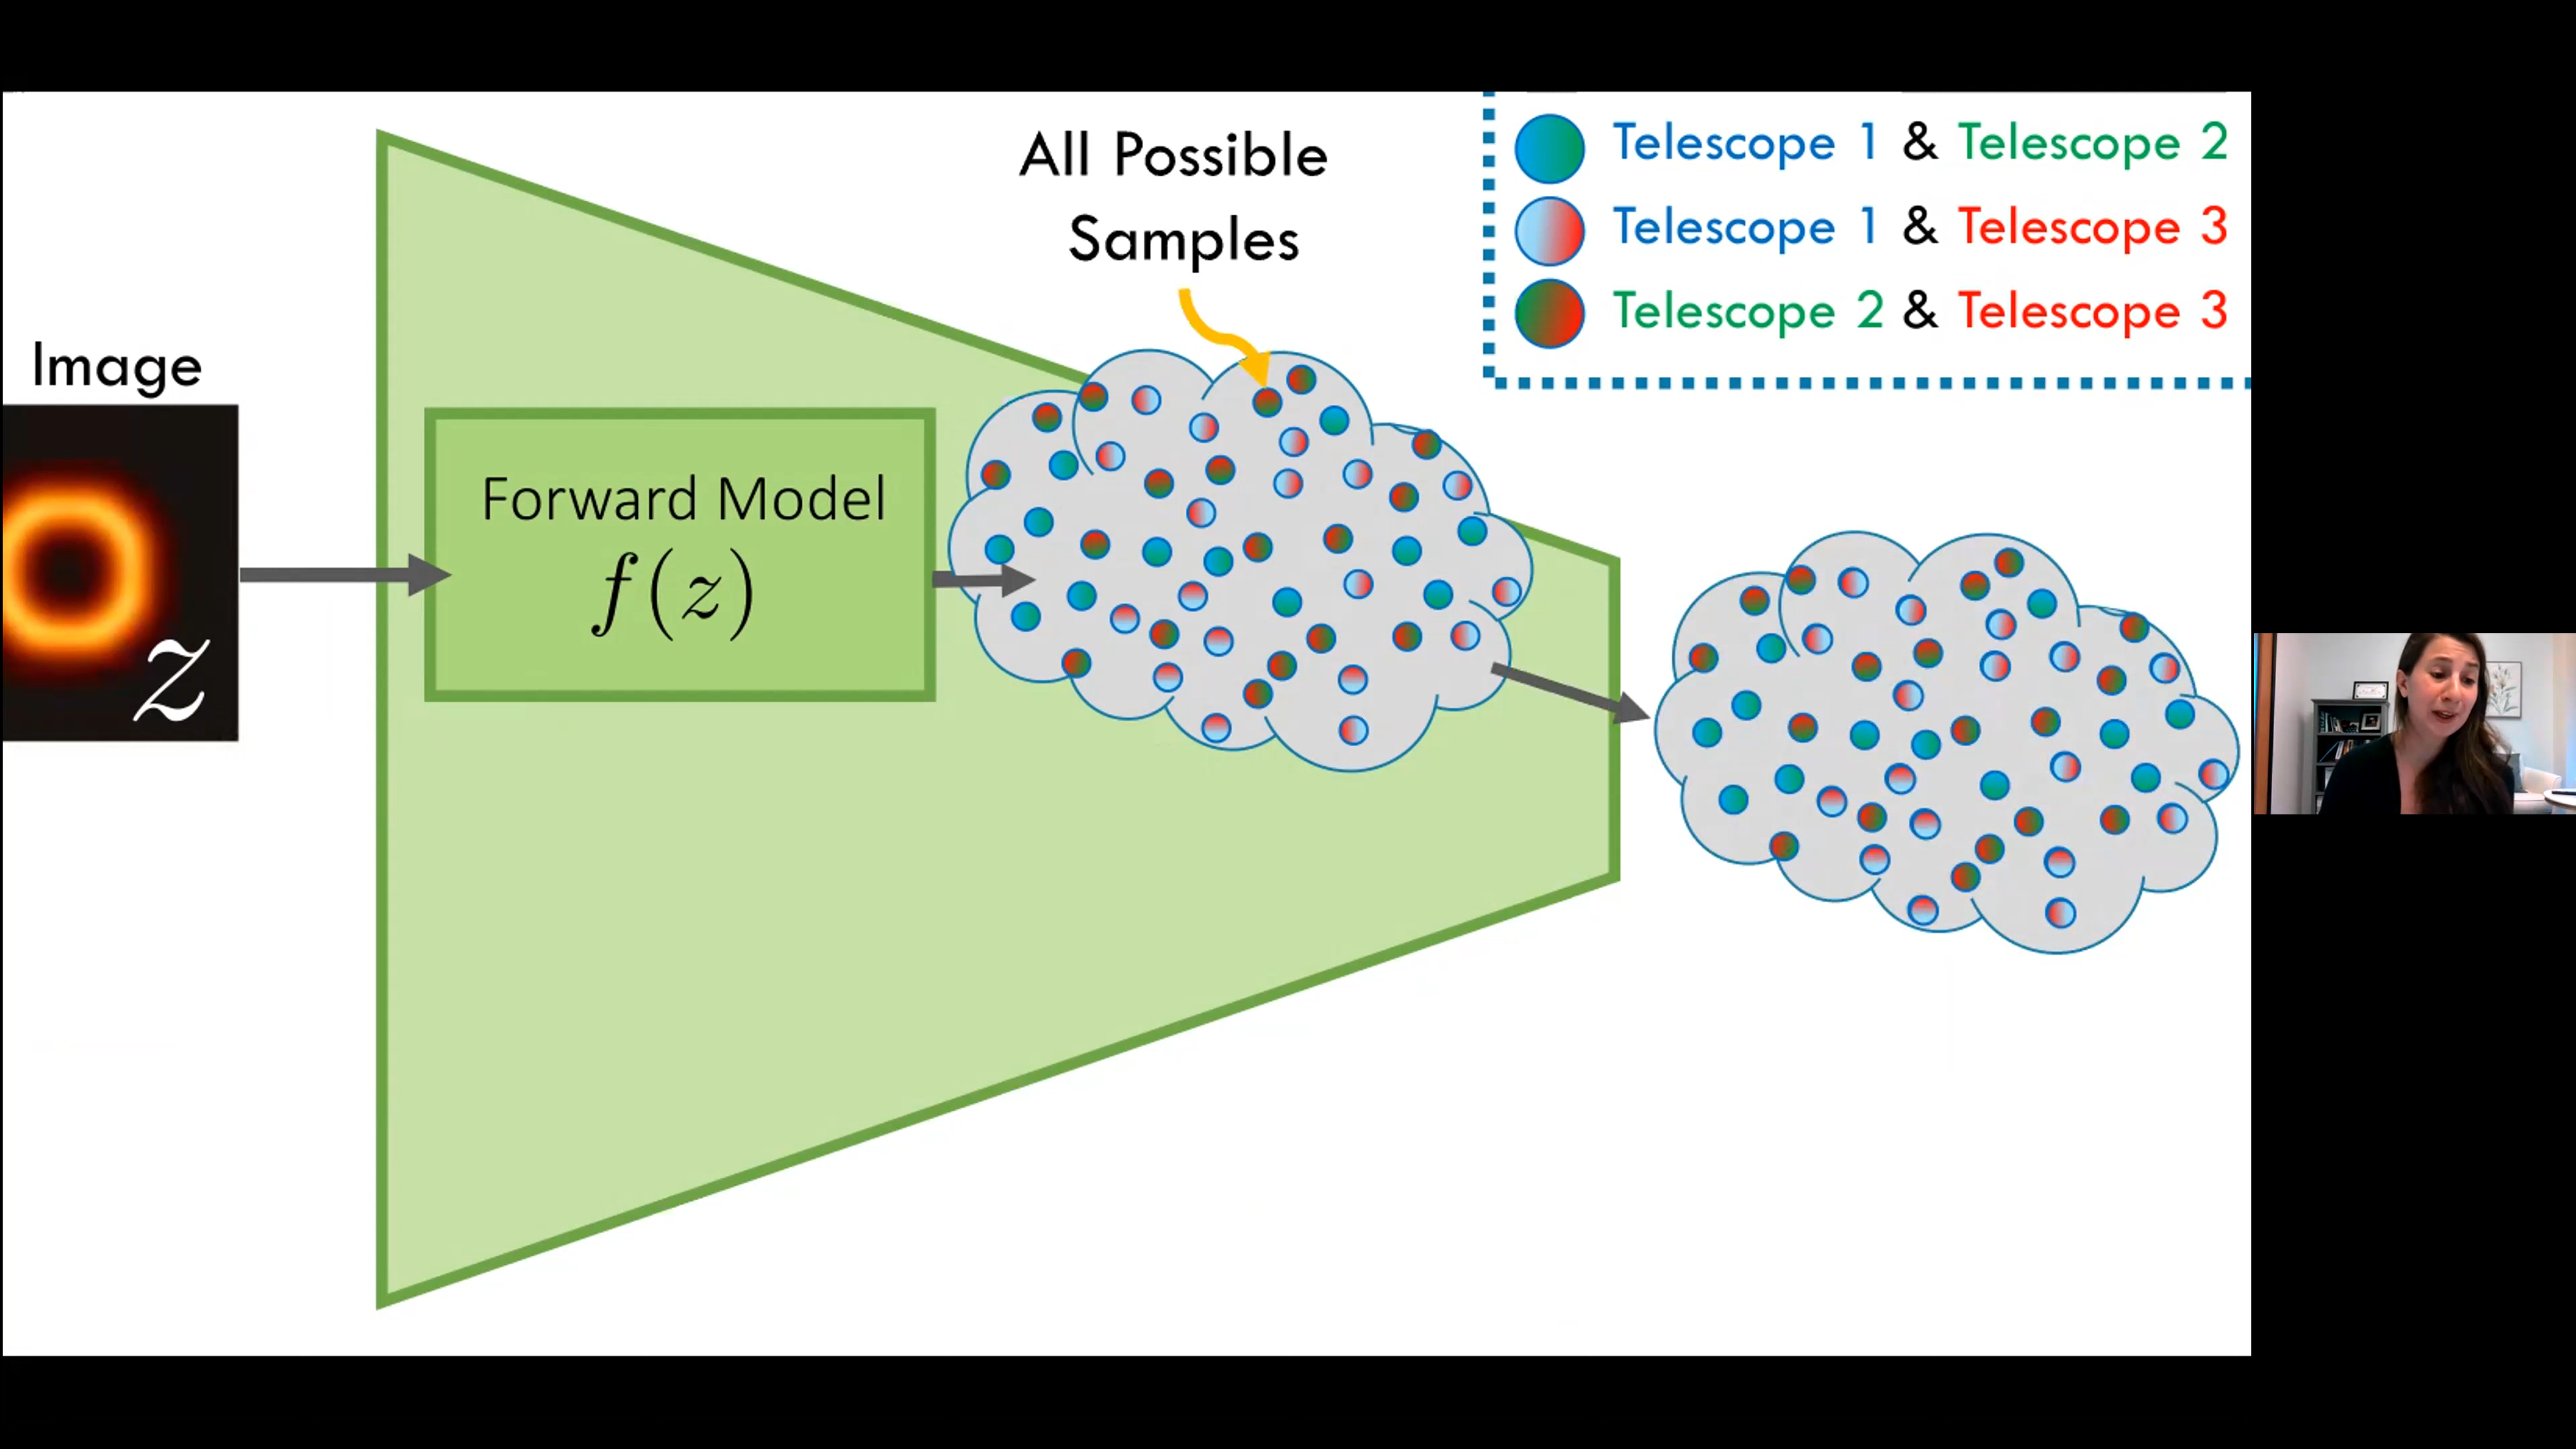 All Possible
Samples
Telescope 1 & Telescope 2
Telescope 1 & Telescope 3
Telescope 2 & Telescope 3
Image
z
Forward Model
f(z)